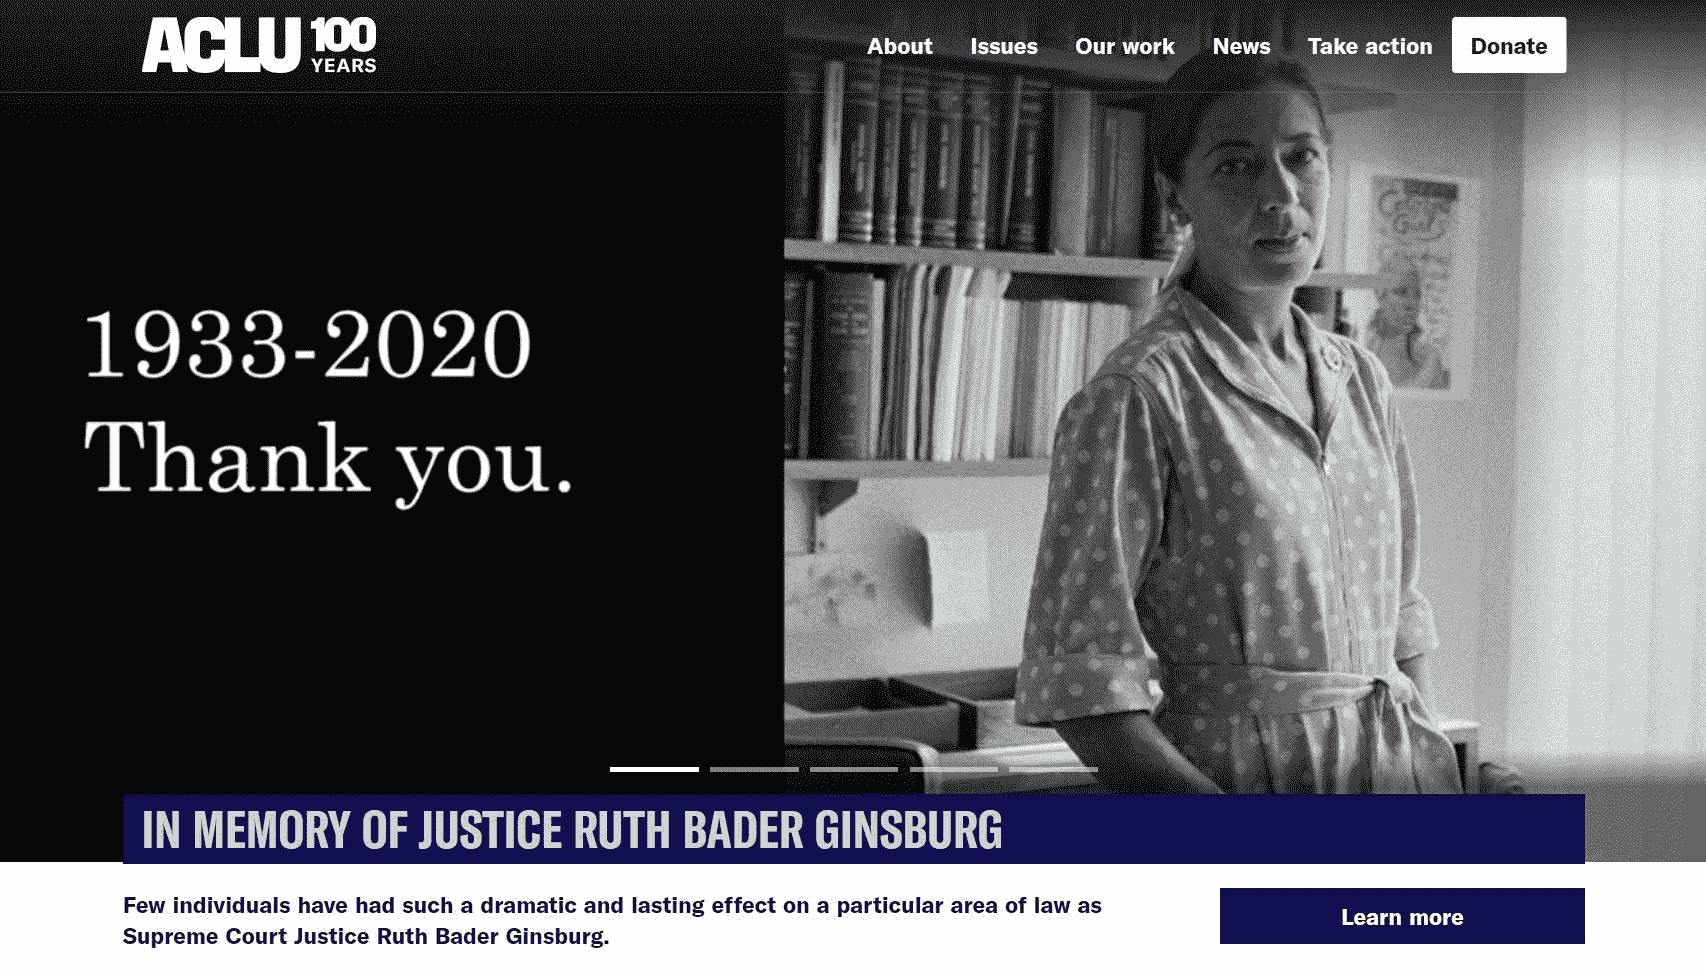 ACLU 100 YEARS
About Issues Our work News Take action Donate
1933-2020
Thank you.
IN MEMORY OF JUSTICE RUTH BADER GINSBURG
Few individuals have had such a dramatic and lasting effect on a particular area of law as
Supreme Court Justice Ruth Bader Ginsburg.
Learn more